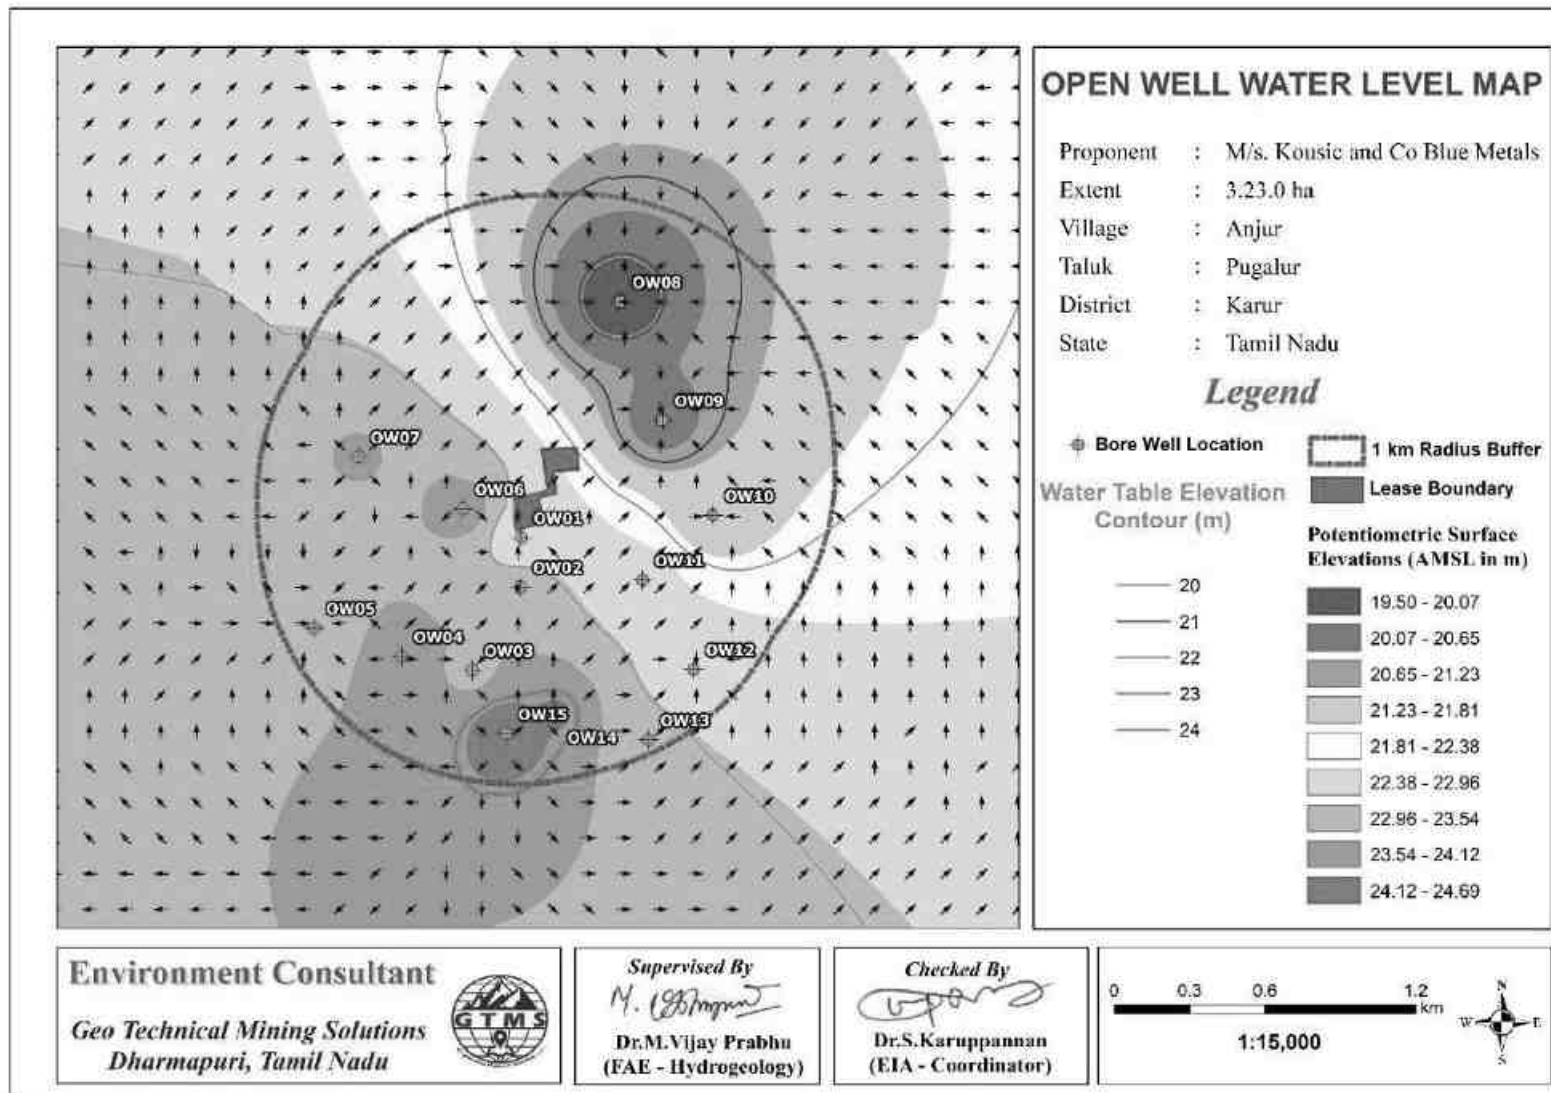 OPEN WELL WATER LEVEL MAP
Proponent : M/s. Kousic and Co Blue Metals
Extent : 3.23.0 ha
Village : Anjur
Taluk : Pugalur
District : Karur
State : Tamil Nadu
Legend
Bore Well Location
1 km Radius Buffer
Lease Boundary
Water Table Elevation
Contour (m)
20
21
22
23
24
Potentiometric Surface
Elevations (AMSL in m)
19.50 - 20.07
20.07 - 20.65
20.65 - 21.23
21.23 - 21.81
21.81 - 22.38
22.38 - 22.96
22.96 - 23.54
23.54 - 24.12
24.12 - 24.69
OW08
OW09
OW07
OW06
OW10
OW01
OW11
OW02
OW05
OW04
OW03
OW12
OW13
OW15
OW14
Environment Consultant
Geo Technical Mining Solutions
Dharmapuri, Tamil Nadu
GTMS
Supervised By
Dr.M.Vijay Prabhu
(FAE - Hydrogeology)
Checked By
Dr.S.Karuppannan
(EIA - Coordinator)
0 0.3 0.6 1.2
km
1:15,000
N
W E
S